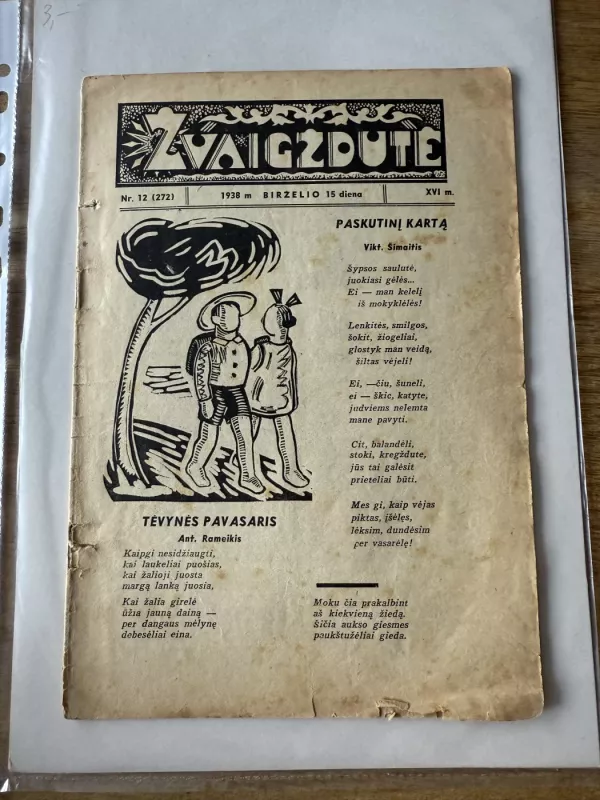 3,-
ŽVAIGŽDUTĖ
Nr. 12 (272) 1938 m BIRŽELIO 15 diena XVI m.
PASKUTINĮ KARTĄ
Vikt. Šimaitis
Šypsos saulutė,
juokiasi gėlės...
Ei — man kelelį
iš mokyklėlės!
Lenkitės, smilgos,
šokit, žiogeliai,
glostyk man veidą,
šiltas vėjeli!
Ei, —čiu, šuneli,
ei — škic, katyte,
judviems nelemta
mane pavyti.
Cit, balandėli,
stoki, kregždute,
jūs tai galėsit
prieteliai būti.
Mes gi, kaip vėjas
piktas, įšėlęs,
lėksim, dundėsim
per vasarėlę!
TĖVYNĖS PAVASARIS
Ant. Rameikis
Kaipgi nesidžiaugti,
kai laukeliai puošias,
kai žalioji juosta
margą lanką juosia,
Kai žalia girelė
ūžia jauną dainą —
per dangaus mėlynę
debesėliai eina.
Moku čia prakalbint
aš kiekvieną žiedą.
Šičia aukso giesmes
paukštužėliai gieda.